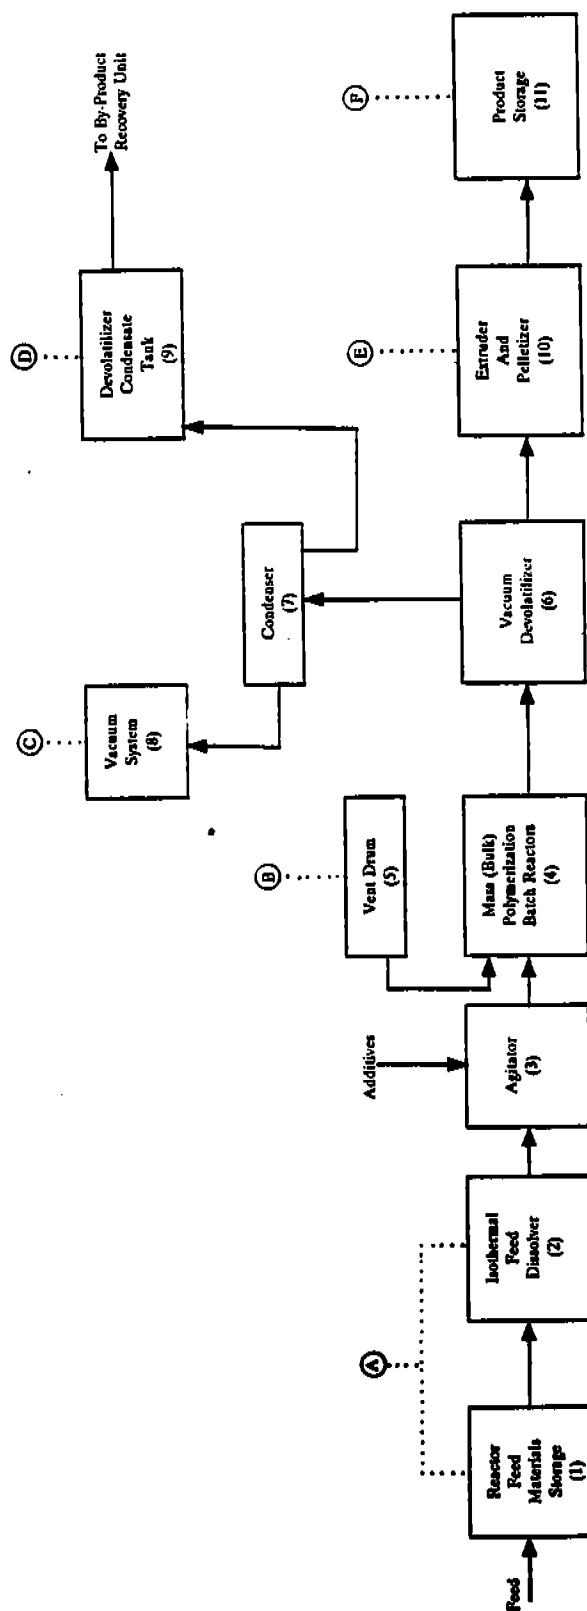 Feed
Reactor
Feed
Materials
Storage
(1)
A
Isothermal
Feed
Dissolver
(2)
Additives
Agitator
(3)
B
Vent Drum
(5)
Mass (Bulk)
Polymerization
Batch Reactors
(4)
C
Vacuum
System
(8)
Condenser
(7)
Vacuum
Devolatilizer
(6)
D
Devolatilizer
Condensate
Tank
(9)
To By-Product
Recovery Unit
E
Extruder
And
Pelletizer
(10)
F
Product
Storage
(11)